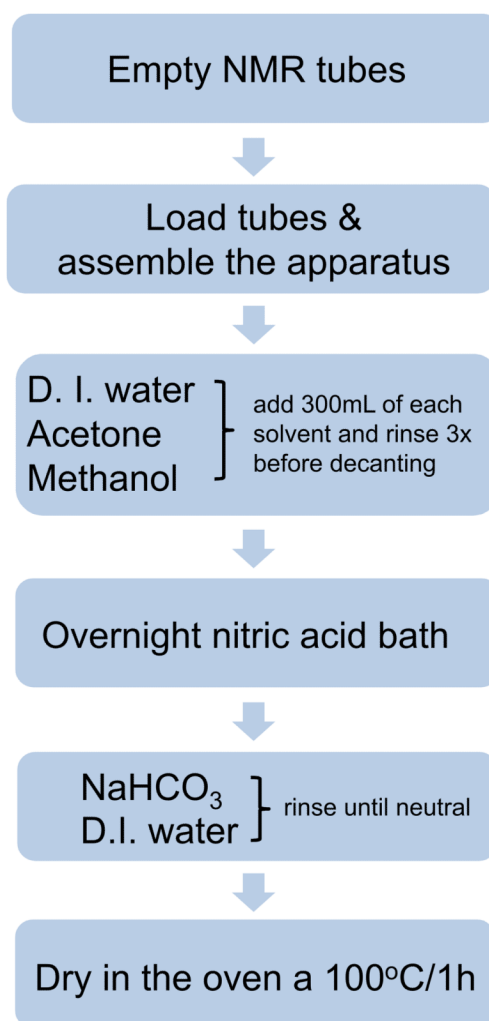 Empty NMR tubes
Load tubes &
assemble the apparatus
D. I. water
Acetone
Methanol
add 300mL of each
solvent and rinse 3x
before decanting
Overnight nitric acid bath
NaHCO₃
D.I. water
rinse until neutral
Dry in the oven a 100ºC/1h